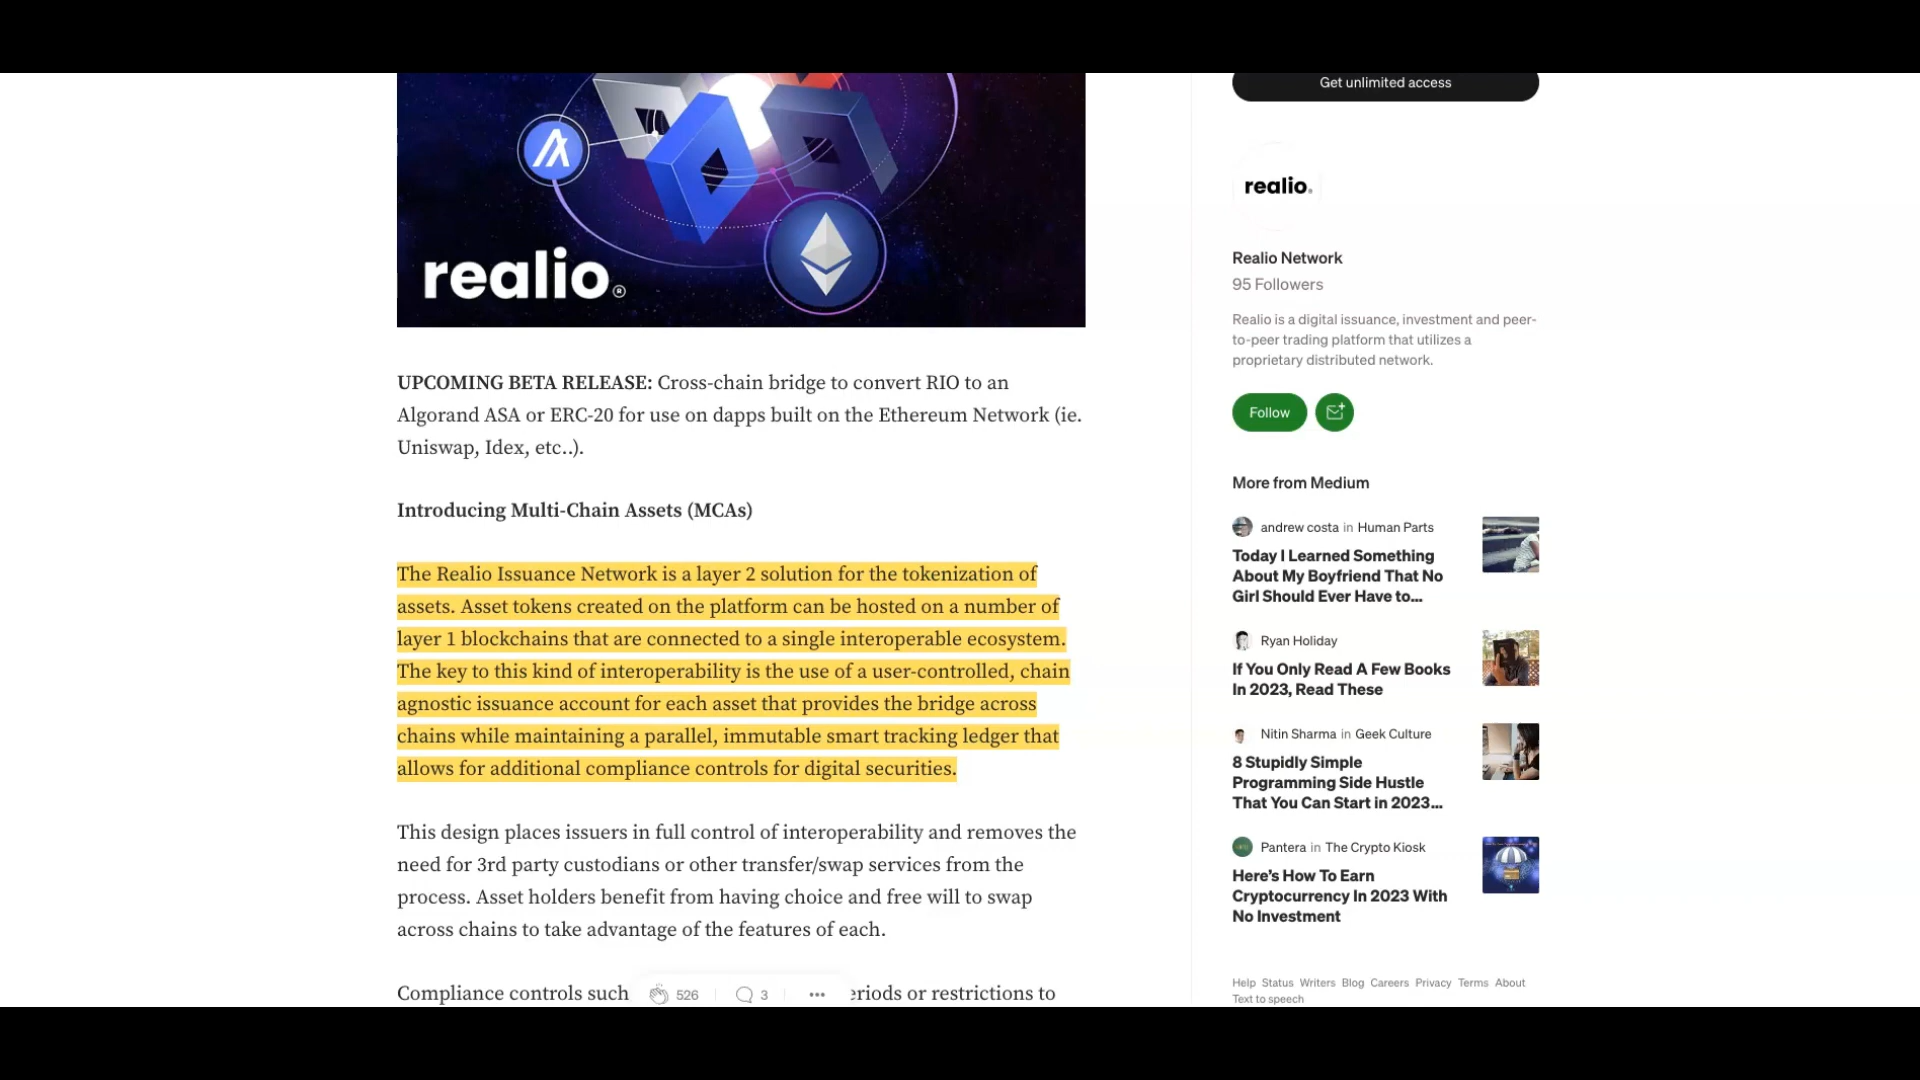 realio®
UPCOMING BETA RELEASE: Cross-chain bridge to convert RIO to an
Algorand ASA or ERC-20 for use on dapps built on the Ethereum Network (ie.
Uniswap, Idex, etc..).
Introducing Multi-Chain Assets (MCAs)
The Realio Issuance Network is a layer 2 solution for the tokenization of
assets. Asset tokens created on the platform can be hosted on a number of
layer 1 blockchains that are connected to a single interoperable ecosystem.
The key to this kind of interoperability is the use of a user-controlled, chain
agnostic issuance account for each asset that provides the bridge across
chains while maintaining a parallel, immutable smart tracking ledger that
allows for additional compliance controls for digital securities.
This design places issuers in full control of interoperability and removes the
need for 3rd party custodians or other transfer/swap services from the
process. Asset holders benefit from having choice and free will to swap
across chains to take advantage of the features of each.
Compliance controls such eriods or restrictions to
526 3
Get unlimited access
realio.
Realio Network
95 Followers
Realio is a digital issuance, investment and peer-
to-peer trading platform that utilizes a
proprietary distributed network.
Follow
More from Medium
andrew costa in Human Parts
Today I Learned Something
About My Boyfriend That No
Girl Should Ever Have to...
Ryan Holiday
If You Only Read A Few Books
In 2023, Read These
Nitin Sharma in Geek Culture
8 Stupidly Simple
Programming Side Hustle
That You Can Start in 2023...
Pantera in The Crypto Kiosk
Here's How To Earn
Cryptocurrency In 2023 With
No Investment
Help Status Writers Blog Careers Privacy Terms About
Text to speech